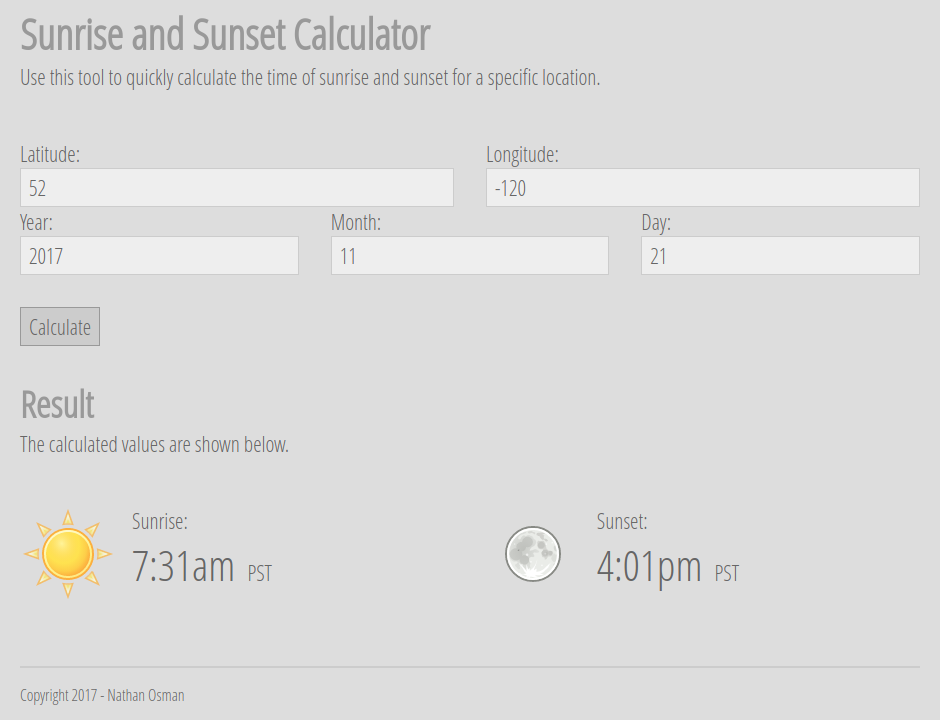 Sunrise and Sunset Calculator
Use this tool to quickly calculate the time of sunrise and sunset for a specific location.
Latitude: Longitude:
52 -120
Year: Month: Day:
2017 11 21
Calculate
Result
The calculated values are shown below.
Sunrise: Sunset:
7:31am PST 4:01pm PST
Copyright 2017 - Nathan Osman